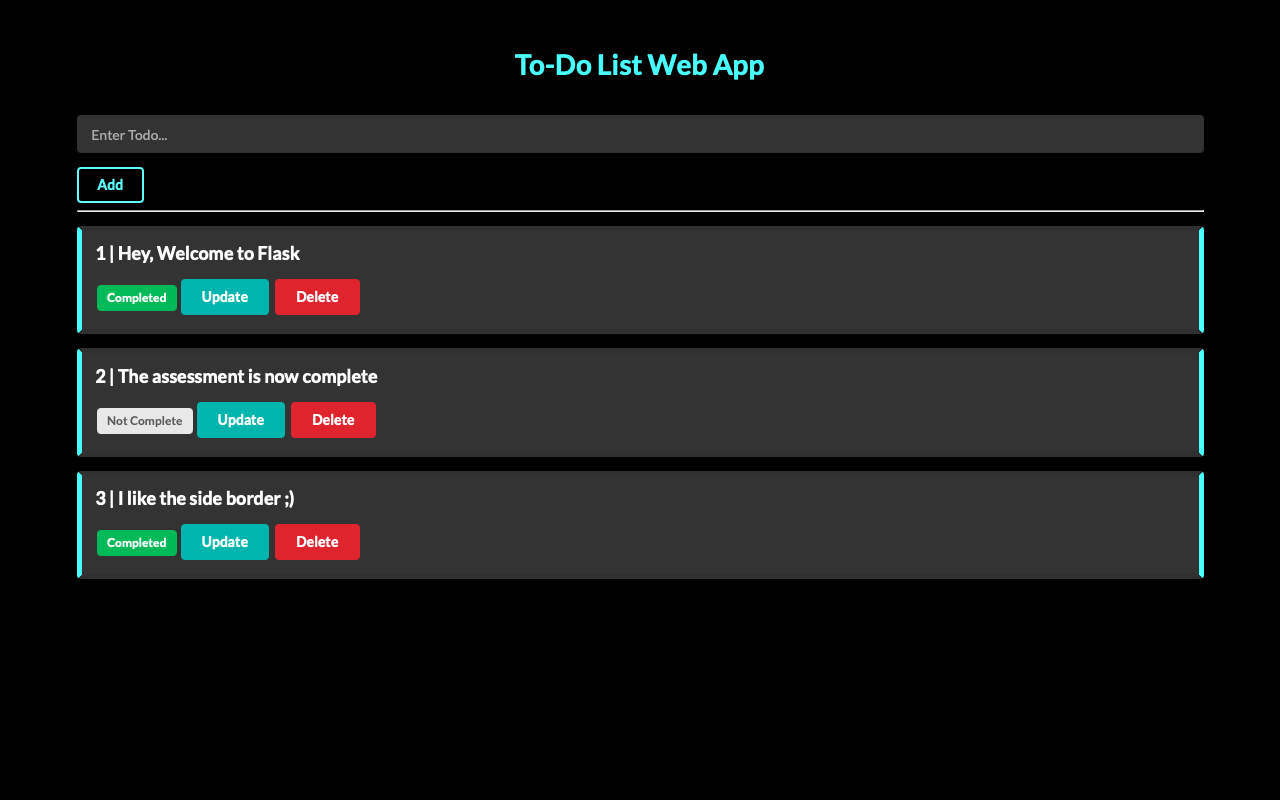 To-Do List Web App
Enter Todo...
Add
1 | Hey, Welcome to Flask
Completed Update Delete
2 | The assessment is now complete
Not Complete Update Delete
3 | I like the side border ;)
Completed Update Delete